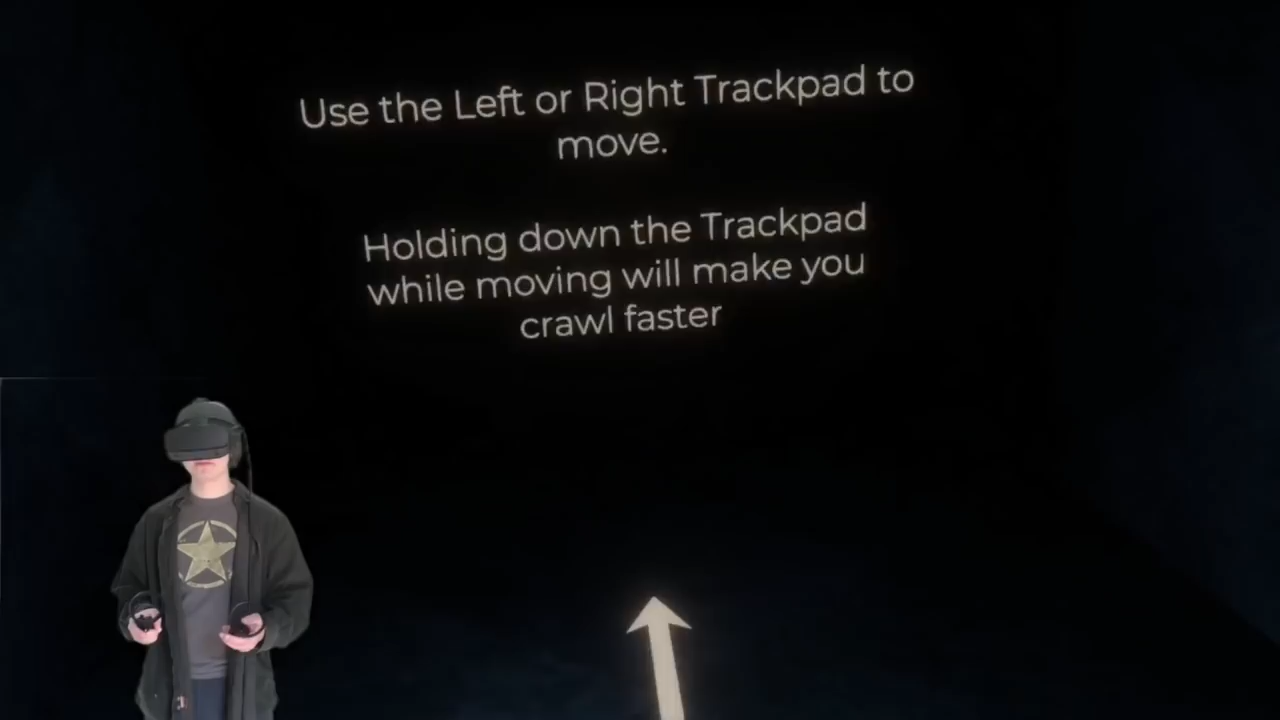 Use the Left or Right Trackpad to
move.
Holding down the Trackpad
while moving will make you
crawl faster